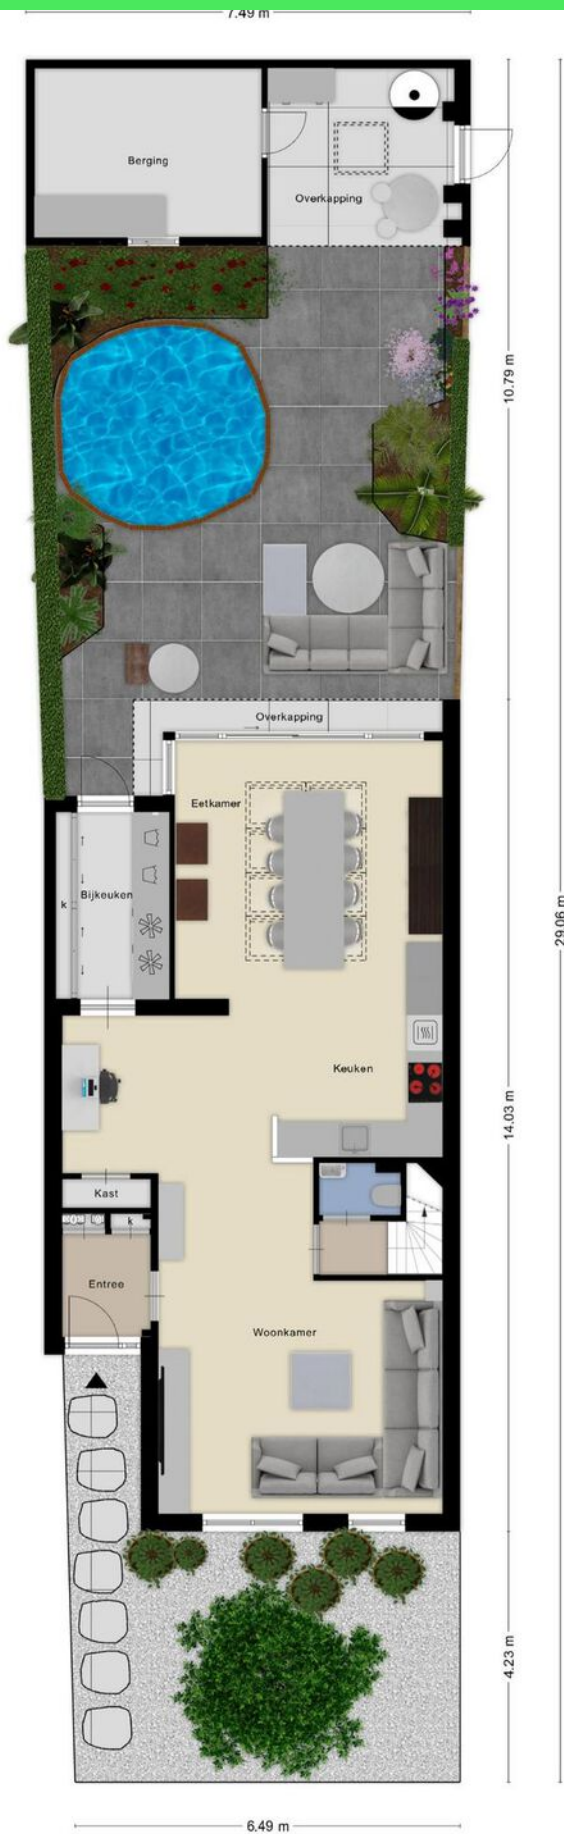 7.49 m
Berging
Overkapping
10.79 m
Overkapping
Eetkamer
k
Bijkeuken
29.06 m
Keuken
14.03 m
Kast
k
Entree
Woonkamer
4.23 m
6.49 m